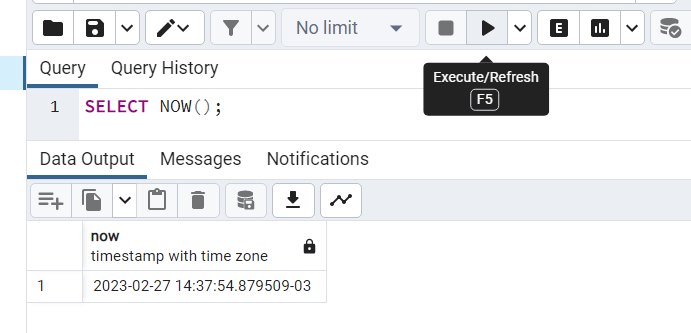 No limit
E
Query
Query History
Execute/Refresh
F5
1
SELECT NOW();
Data Output
Messages
Notifications
now
timestamp with time zone
1
2023-02-27 14:37:54.879509-03